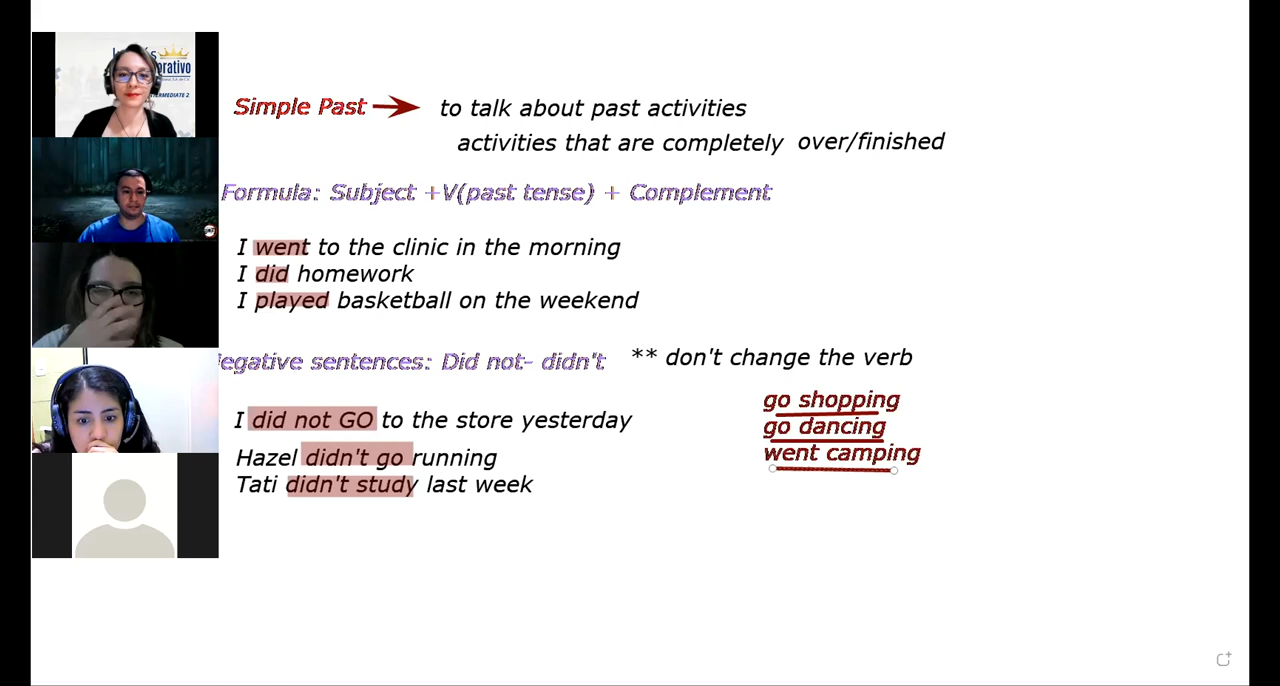 Simple Past
to talk about past activities
activities that are completely over/finished
Formula: Subject +V(past tense) + Complement
I went to the clinic in the morning
I did homework
I played basketball on the weekend
egative sentences: Did not- didn't ** don't change the verb
go shopping
I did not GO to the store yesterday
go dancing
went camping
Hazel didn't go running
Tati didn't study last week